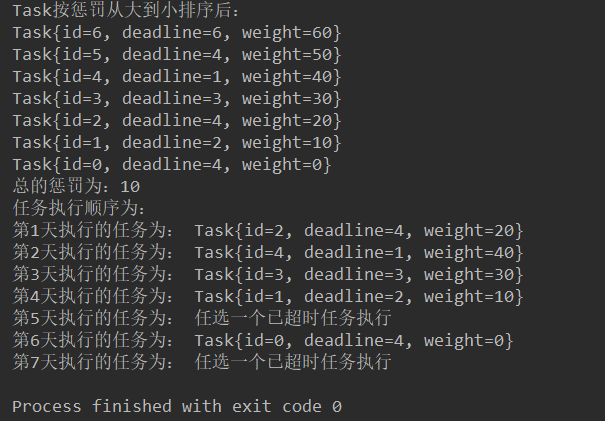 Task按惩罚从大到小排序后:
Task{id=6, deadline=6, weight=60}
Task{id=5, deadline=4, weight=50}
Task{id=4, deadline=1, weight=40}
Task{id=3, deadline=3, weight=30}
Task{id=2, deadline=4, weight=20}
Task{id=1, deadline=2, weight=10}
Task{id=0, deadline=4, weight=0}
总的惩罚为：10
任务执行顺序为：
第1天执行的任务为： Task{id=2, deadline=4, weight=20}
第2天执行的任务为： Task{id=4, deadline=1, weight=40}
第3天执行的任务为： Task{id=3, deadline=3, weight=30}
第4天执行的任务为： Task{id=1, deadline=2, weight=10}
第5天执行的任务为： 任选一个已超时任务执行
第6天执行的任务为： Task{id=0, deadline=4, weight=0}
第7天执行的任务为： 任选一个已超时任务执行
Process finished with exit code 0